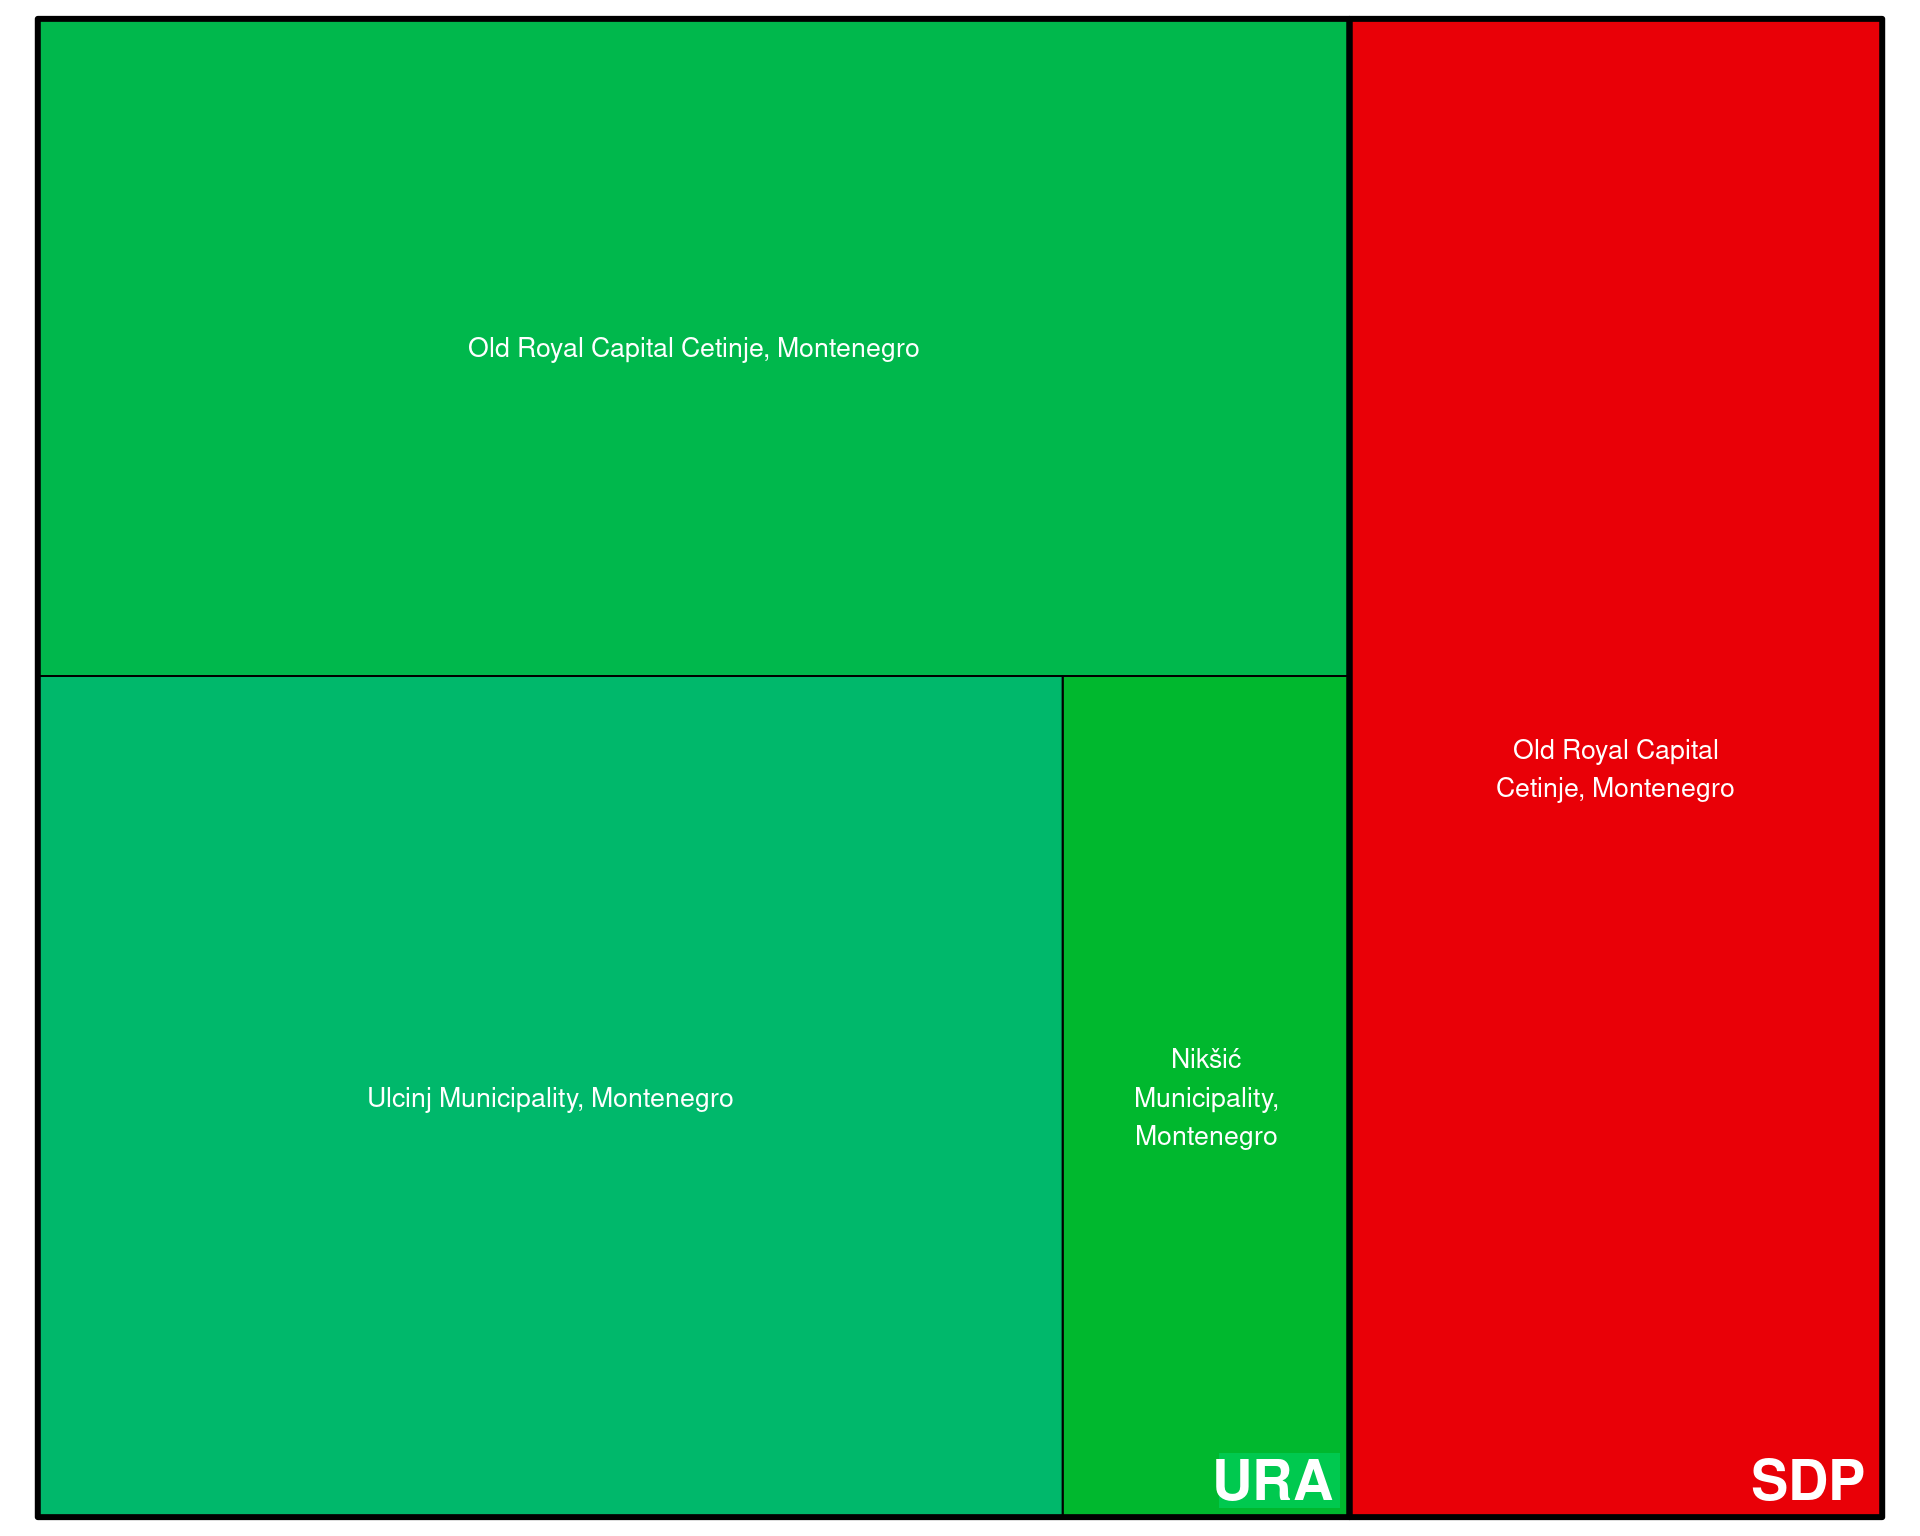 Old Royal Capital Cetinje, Montenegro
Ulcinj Municipality, Montenegro
Nikšić
Municipality,
Montenegro
URA
Old Royal Capital
Cetinje, Montenegro
SDP